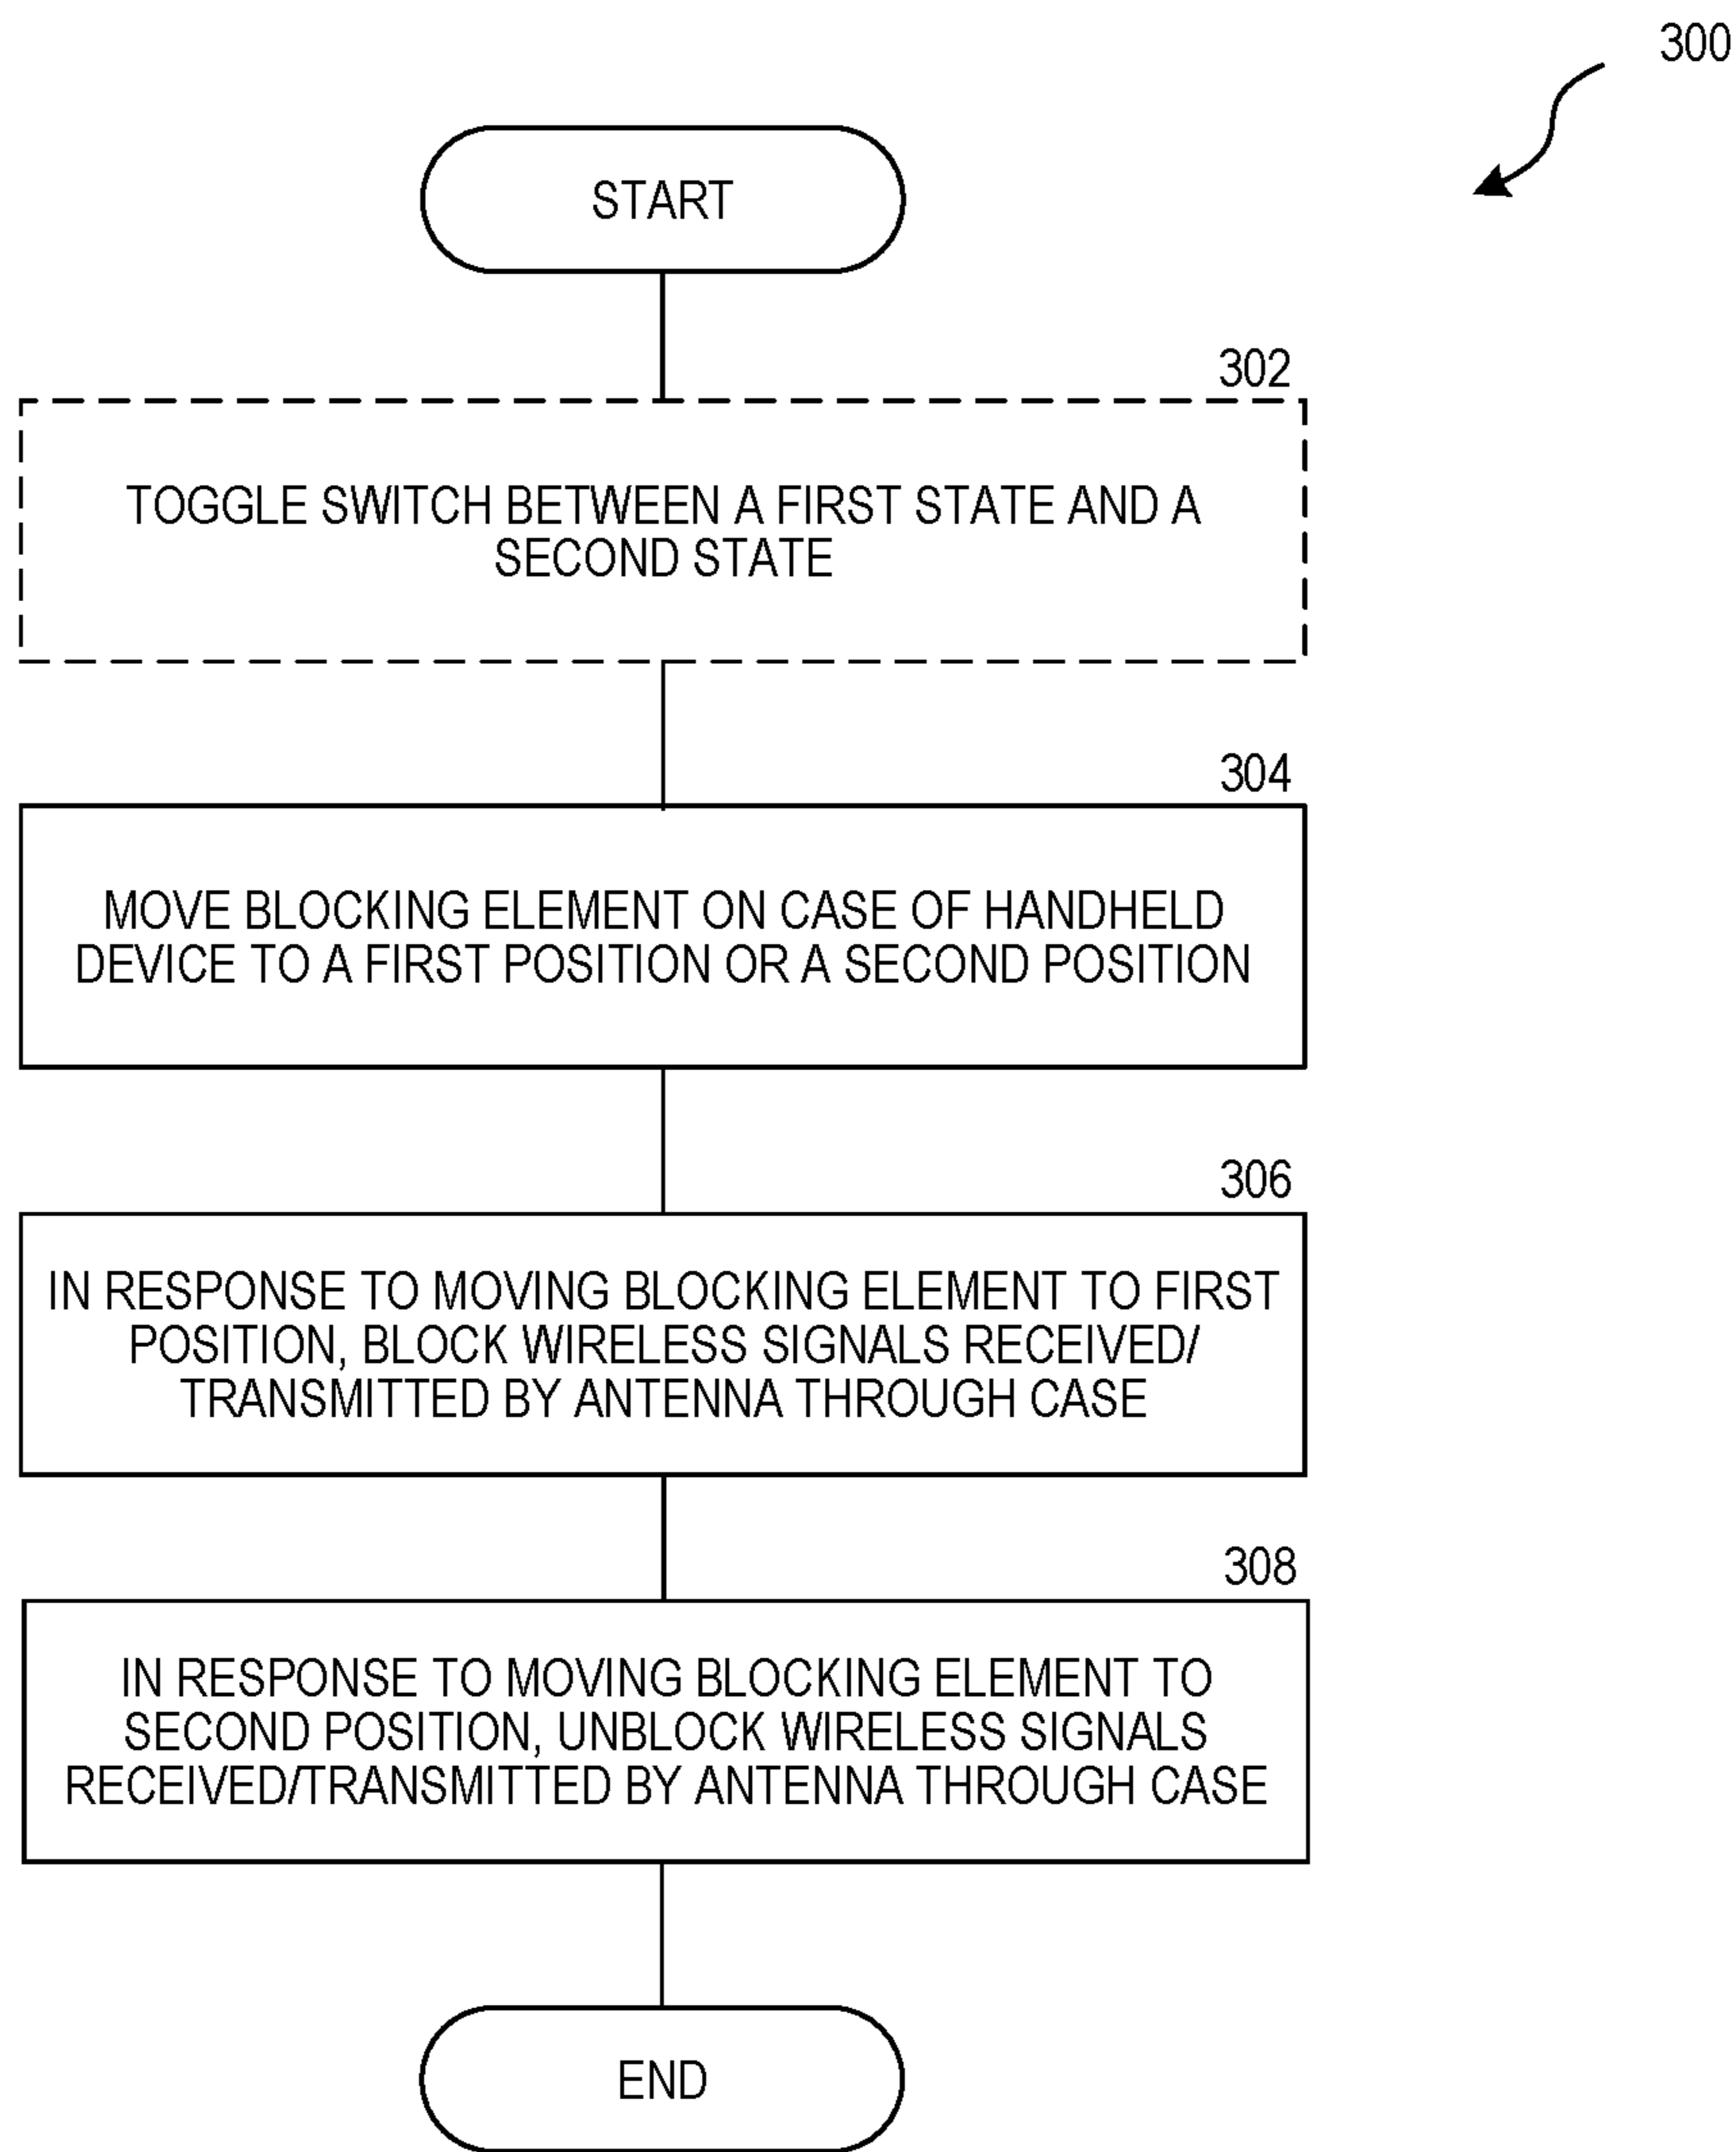 300
START
302
TOGGLE SWITCH BETWEEN A FIRST STATE AND A
SECOND STATE
304
MOVE BLOCKING ELEMENT ON CASE OF HANDHELD
DEVICE TO A FIRST POSITION OR A SECOND POSITION
306
IN RESPONSE TO MOVING BLOCKING ELEMENT TO FIRST
POSITION, BLOCK WIRELESS SIGNALS RECEIVED/
TRANSMITTED BY ANTENNA THROUGH CASE
308
IN RESPONSE TO MOVING BLOCKING ELEMENT TO
SECOND POSITION, UNBLOCK WIRELESS SIGNALS
RECEIVED/TRANSMITTED BY ANTENNA THROUGH CASE
END